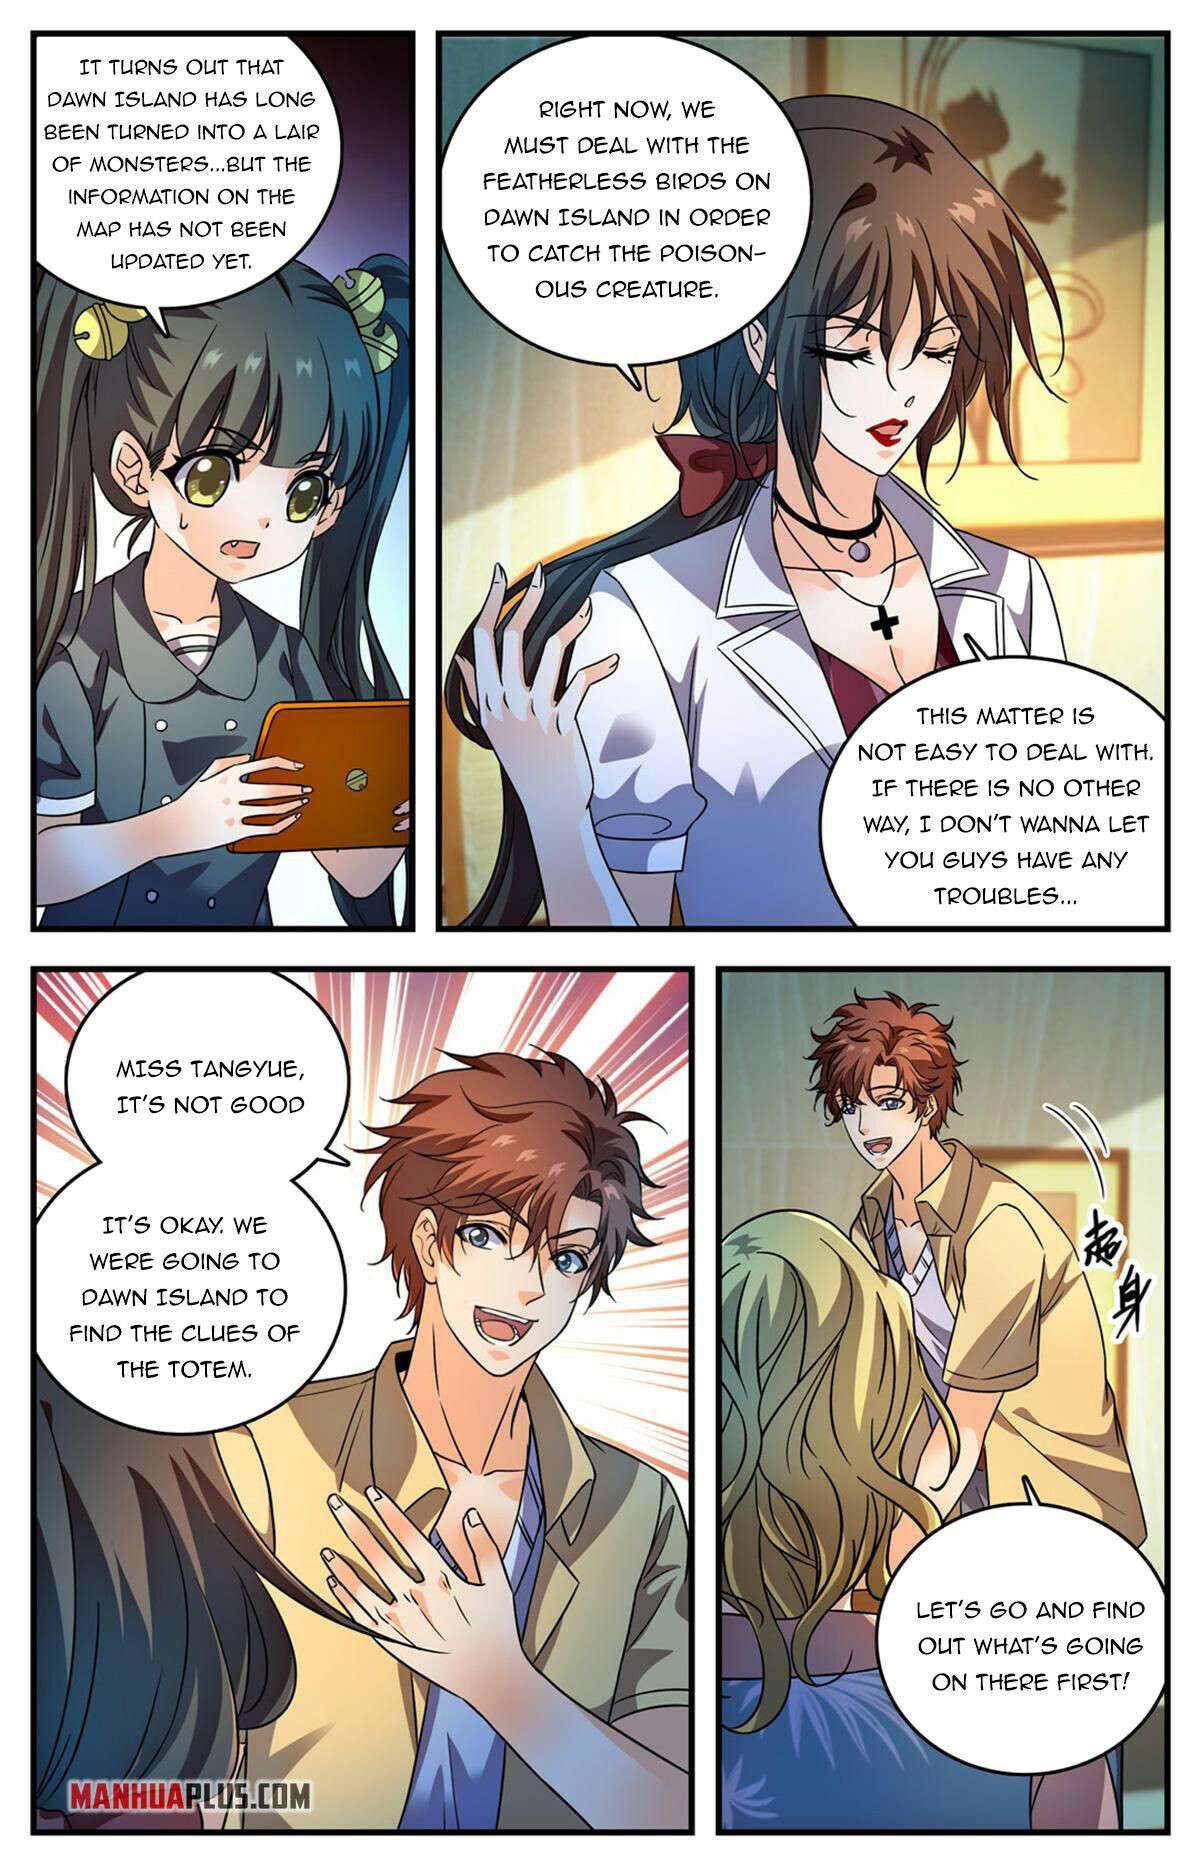 IT TURNS OUT THAT
DAWN ISLAND HAS LONG
BEEN TURNED INTO A LAIR
OF MONSTERS...BUT THE
INFORMATION ON THE
MAP HAS NOT BEEN
UPDATED YET.
RIGHT NOW, WE
MUST DEAL WITH THE
FEATHERLESS BIRDS ON
DAWN ISLAND IN ORDER
TO CATCH THE POISON-
OUS CREATURE.
THIS MATTER IS
NOT EASY TO DEAL WITH.
IF THERE IS NO OTHER
WAY, I DON'T WANNA LET
YOU GUYS HAVE ANY
TROUBLES...
MISS TANGYUE,
IT'S NOT GOOD
IT'S OKAY. WE
WERE GOING TO
DAWN ISLAND TO
FIND THE CLUES OF
THE TOTEM.
起身
LET'S GO AND FIND
OUT WHAT'S GOING
ON THERE FIRST!
MANHUAPLUS.COM